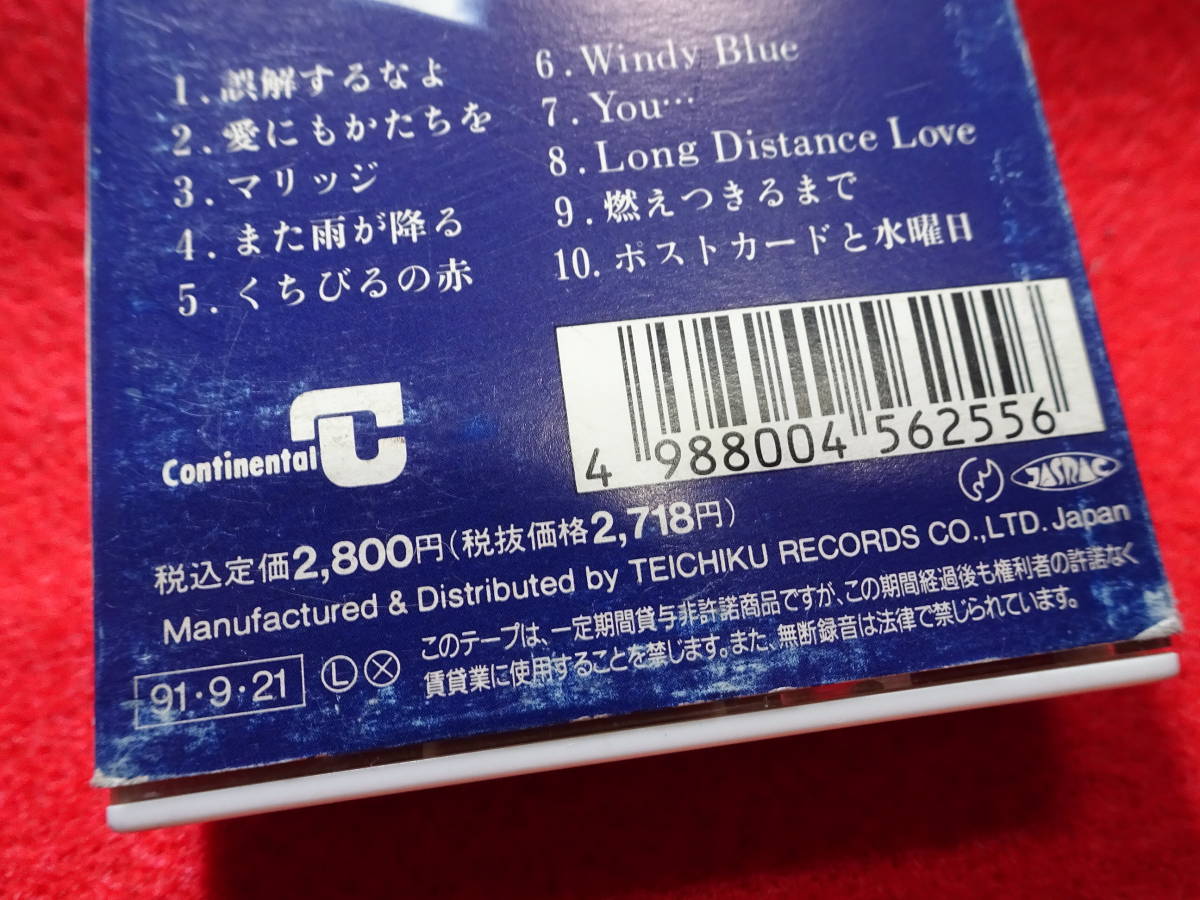 1.誤解するなよ
2.愛にもかたちを
3.マリッジ
4.また雨が降る
5.くちびるの赤
6.Windy Blue
7.You…
8.Long Distance Love
9.燃えつきるまで
10.ポストカードと水曜日
4 988004 562556
Continental
JASRAC
税込定価2,800円(税抜価格2,718円)
Manufactured & Distributed by TEICHIKU RECORDS CO.,LTD. Japan
91・9・21 Ⓛ Ⓧ
このテープは、一定期間貸与非許諾商品ですが、この期間経過後も権利者の許諾なく
賃貸業に使用することを禁じます。また、無断録音は法律で禁じられています。